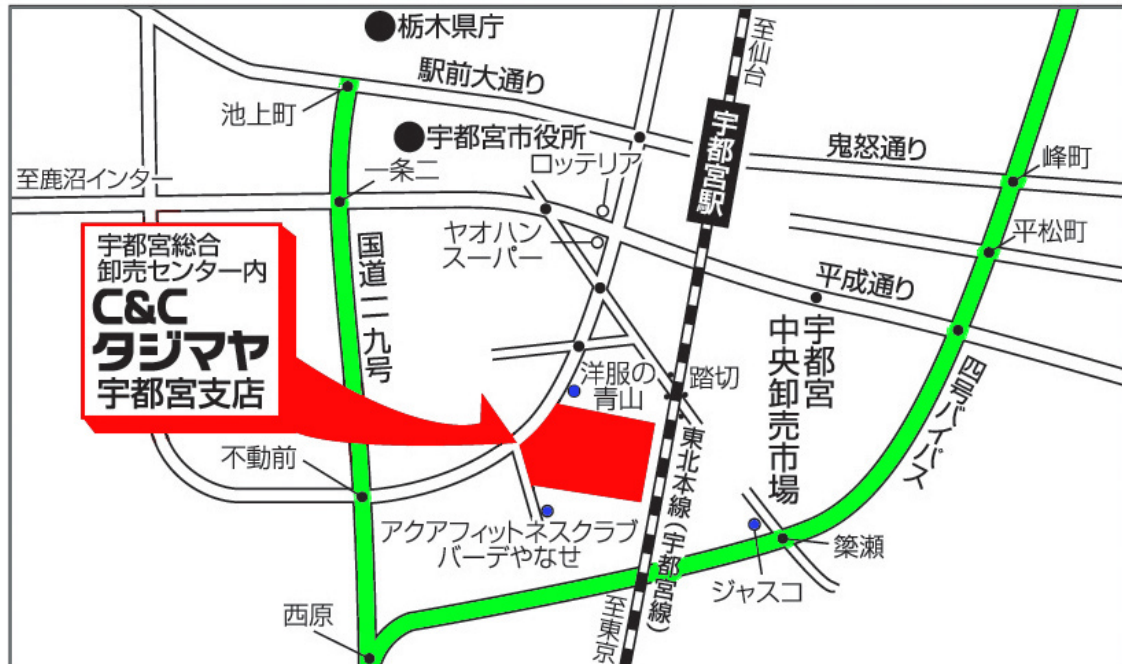 栃木県庁
駅前大通り
至仙台
池上町
宇都宮市役所
宇都宮駅
鬼怒通り
峰町
ロッテリア
至鹿沼インター
一条二
ヤオハン
スーパー
平松町
宇都宮総合
卸売センター内
C&C
タジマヤ
宇都宮支店
国道一一九号
平成通り
宇都宮
中央卸売市場
洋服の
青山
踏切
四号バイパス
不動前
東北本線(宇都宮線)
アクアフィットネスクラブ
バーデやなせ
簗瀬
ジャスコ
西原
至東京